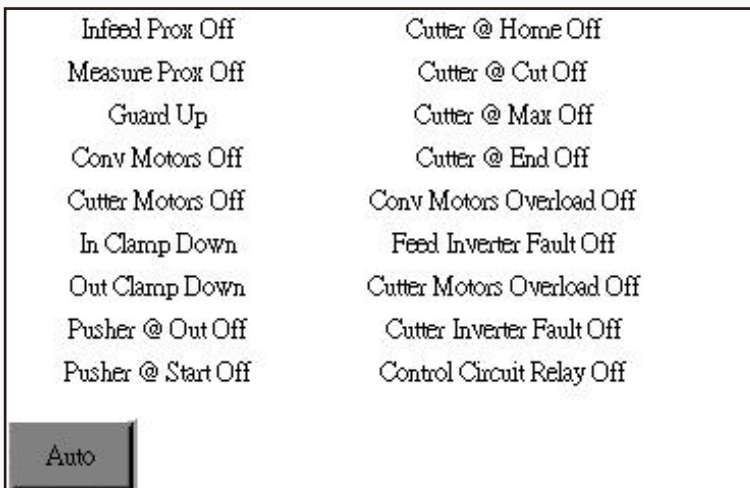 Infeed Prox Off
Measure Prox Off
Guard Up
Conv Motors Off
Cutter Motors Off
In Clamp Down
Out Clamp Down
Pusher @ Out Off
Pusher @ Start Off
Cutter @ Home Off
Cutter @ Cut Off
Cutter @ Max Off
Cutter @ End Off
Conv Motors Overload Off
Feed Inverter Fault Off
Cutter Motors Overload Off
Cutter Inverter Fault Off
Control Circuit Relay Off
Auto